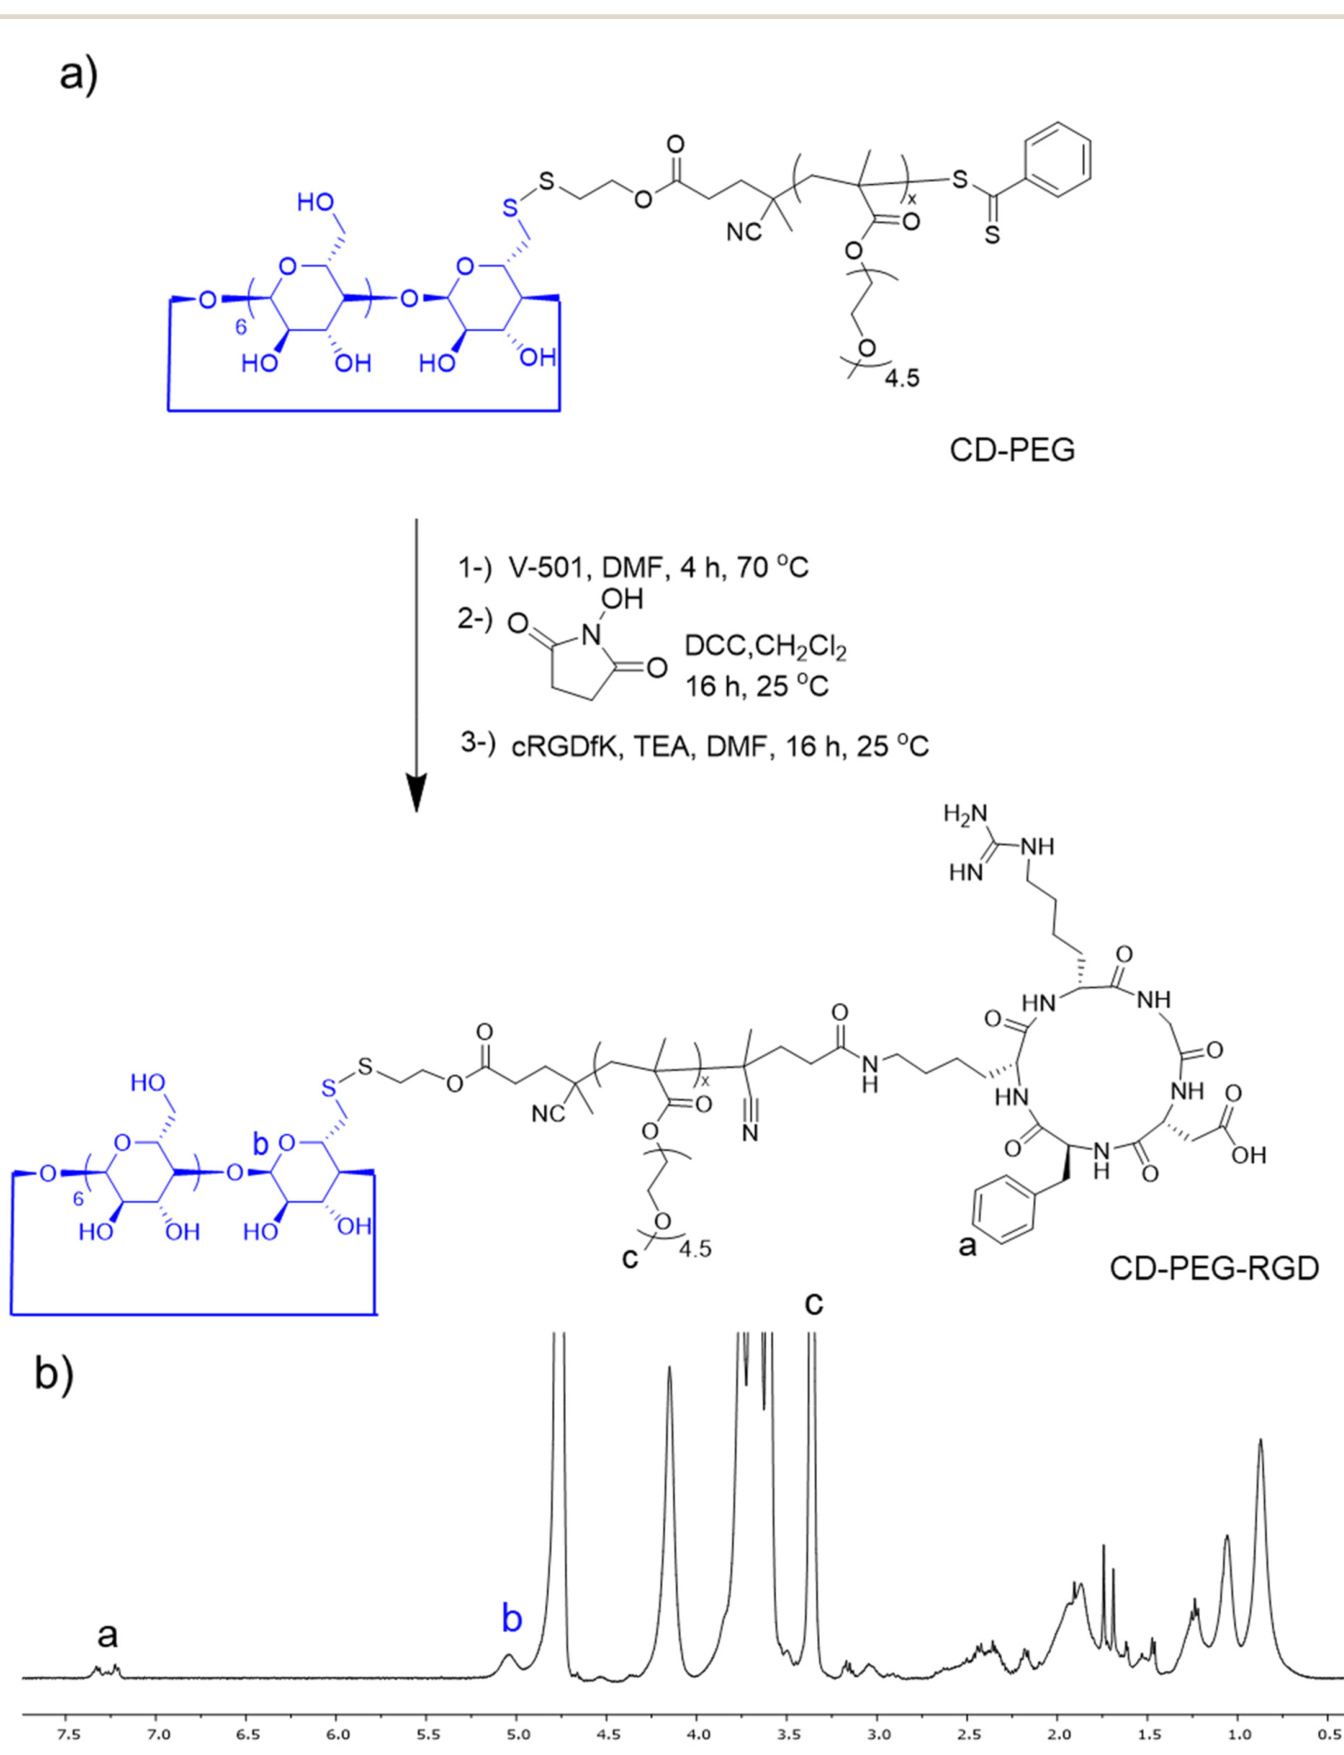 a)
O
S
S
O
NC
O
O
x
S
S
HO
O
O
O
O
6
HO
OH
HO
OH
O
4.5
CD-PEG
1-) V-501, DMF, 4 h, 70 °C
2-) O N OH O DCC,CH₂Cl₂
16 h, 25 °C
3-) cRGDfK, TEA, DMF, 16 h, 25 °C
H₂N
NH
HN
O
HN
NH
O
O
O
O
N
H
S
S
O
NC
O
O
x
N
HN
NH
O
O
OH
O
N
H
O
HO
O
b
O
O
O
6
HO
OH
HO
OH
O
c
4.5
a
CD-PEG-RGD
b)
c
a
b
7.5 7.0 6.5 6.0 5.5 5.0 4.5 4.0 3.5 3.0 2.5 2.0 1.5 1.0 0.5